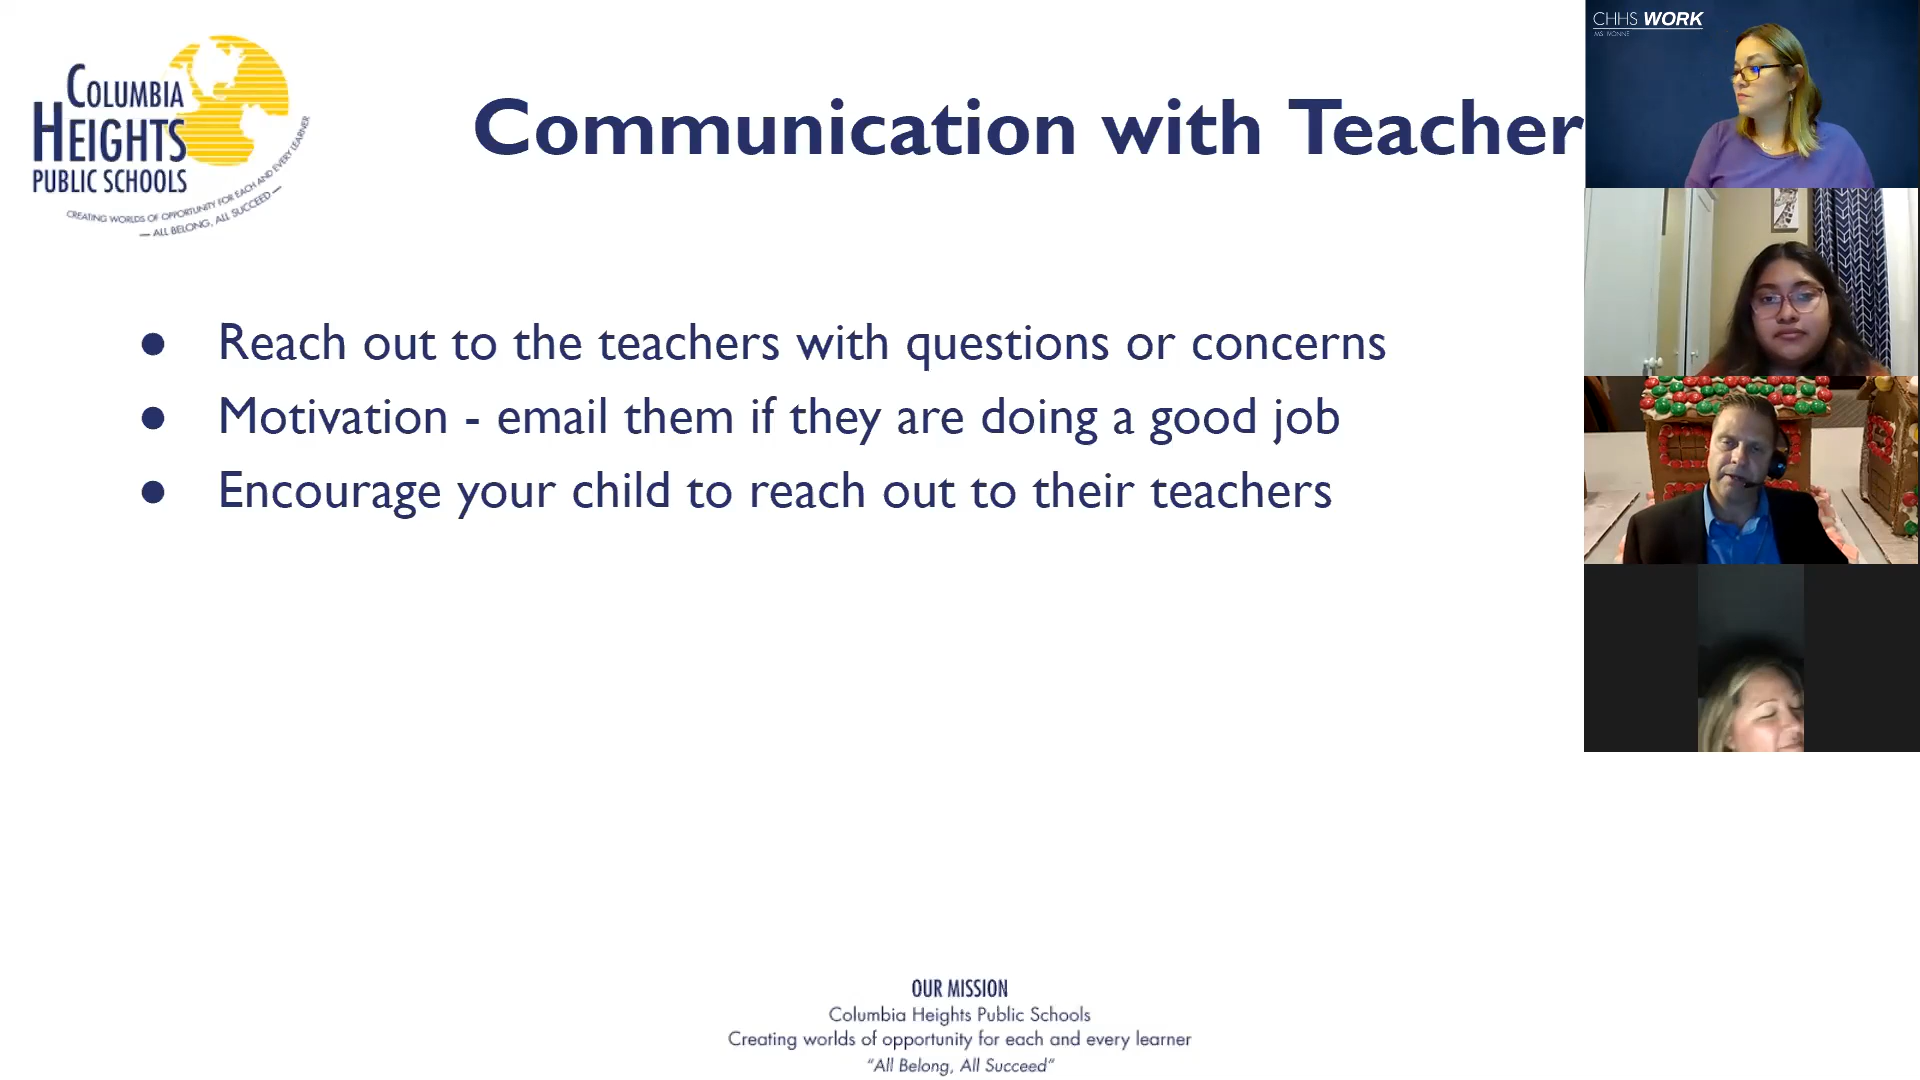 COLUMBIA
HEIGHTS
PUBLIC SCHOOLS
CREATING WORLDS OF OPPORTUNITY FOR EACH AND EVERY LEARNER
— ALL BELONG, ALL SUCCEED —
Communication with Teacher
CHHS WORK
● Reach out to the teachers with questions or concerns
● Motivation - email them if they are doing a good job
● Encourage your child to reach out to their teachers
OUR MISSION
Columbia Heights Public Schools
Creating worlds of opportunity for each and every learner
“All Belong, All Succeed”